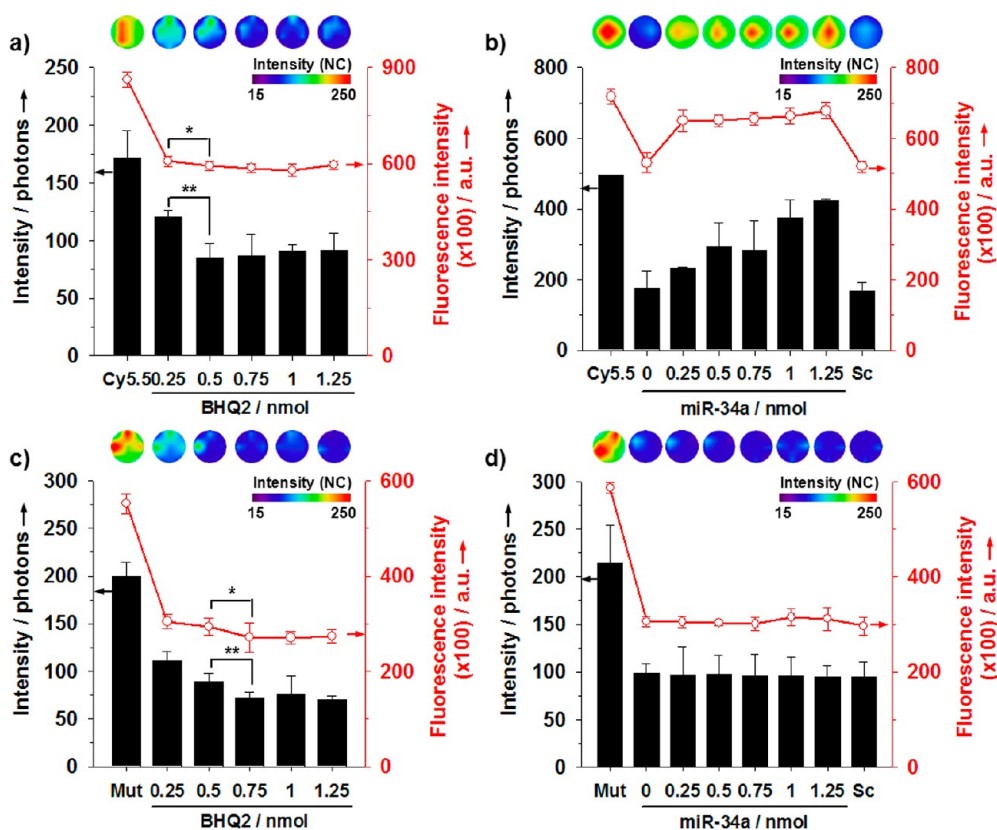 a)
Intensity (NC)
15 250
250
200
150
100
75
50
25
0
Intensity / photons →
900
600
300
0
Fluorescence intensity
(x100) / a.u. →
*
**
Cy5.5 0.25 0.5 0.75 1 1.25
BHQ2 / nmol
b)
Intensity (NC)
15 250
800
600
400
200
0
Intensity / photons →
800
600
400
200
0
Fluorescence intensity
(x100) / a.u. →
Cy5.5 0 0.25 0.5 0.75 1 1.25 Sc
miR-34a / nmol
c)
Intensity (NC)
15 250
300
250
200
150
100
75
50
25
0
Intensity / photons →
600
400
200
0
Fluorescence intensity
(x100) / a.u. →
*
**
Mut 0.25 0.5 0.75 1 1.25
BHQ2 / nmol
d)
Intensity (NC)
15 250
300
250
200
150
100
50
0
Intensity / photons →
600
400
200
0
Fluorescence intensity
(x100) / a.u. →
Mut 0 0.25 0.5 0.75 1 1.25 Sc
miR-34a / nmol